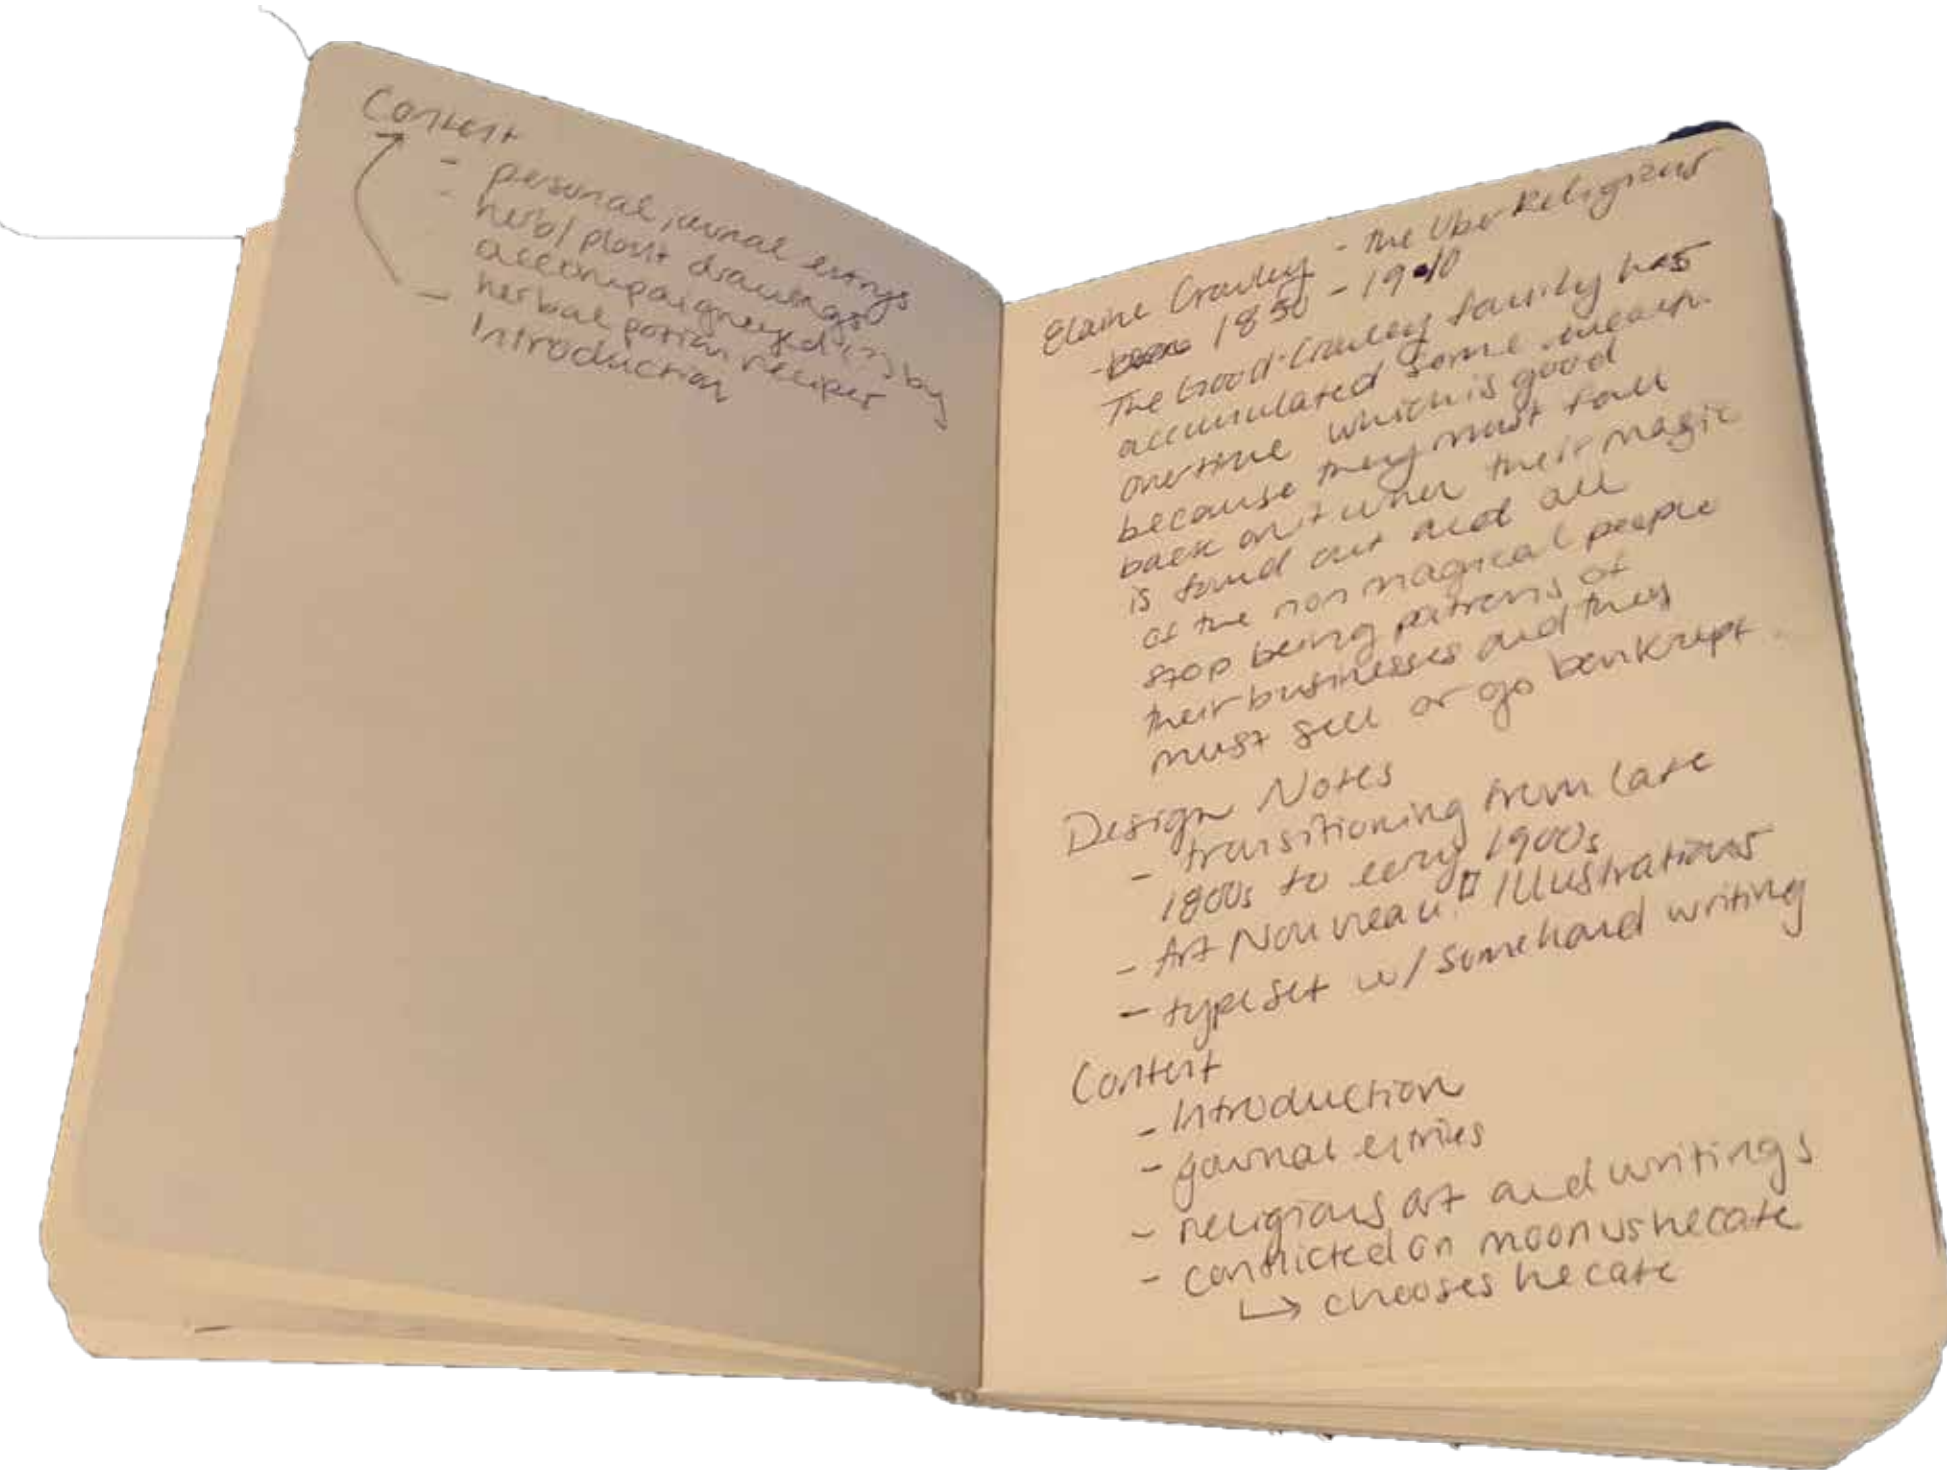 Content
- personal journal entrys
- herb/plant drawings
accompaigneyed by
herbal potion recipes
- Introduction
Elaine Crawley - the Uber Religious
- 1850 - 1910
The Good-Crawley family has
accumulated some wealth
overtime which is good
because they must fall
back on it when their magic
is found out and all
of the non magical people
stop being patrons of
their businesses and they
must sell or go bankrupt.
Design Notes
- transitioning from late
1800s to early 1900s
- Art Nouveau Illustrations
- type set w/ some hand writing
Content
- Introduction
- journal entries
- religious art and writings
- conflicted on moon vs hecate
↳ chooses hecate